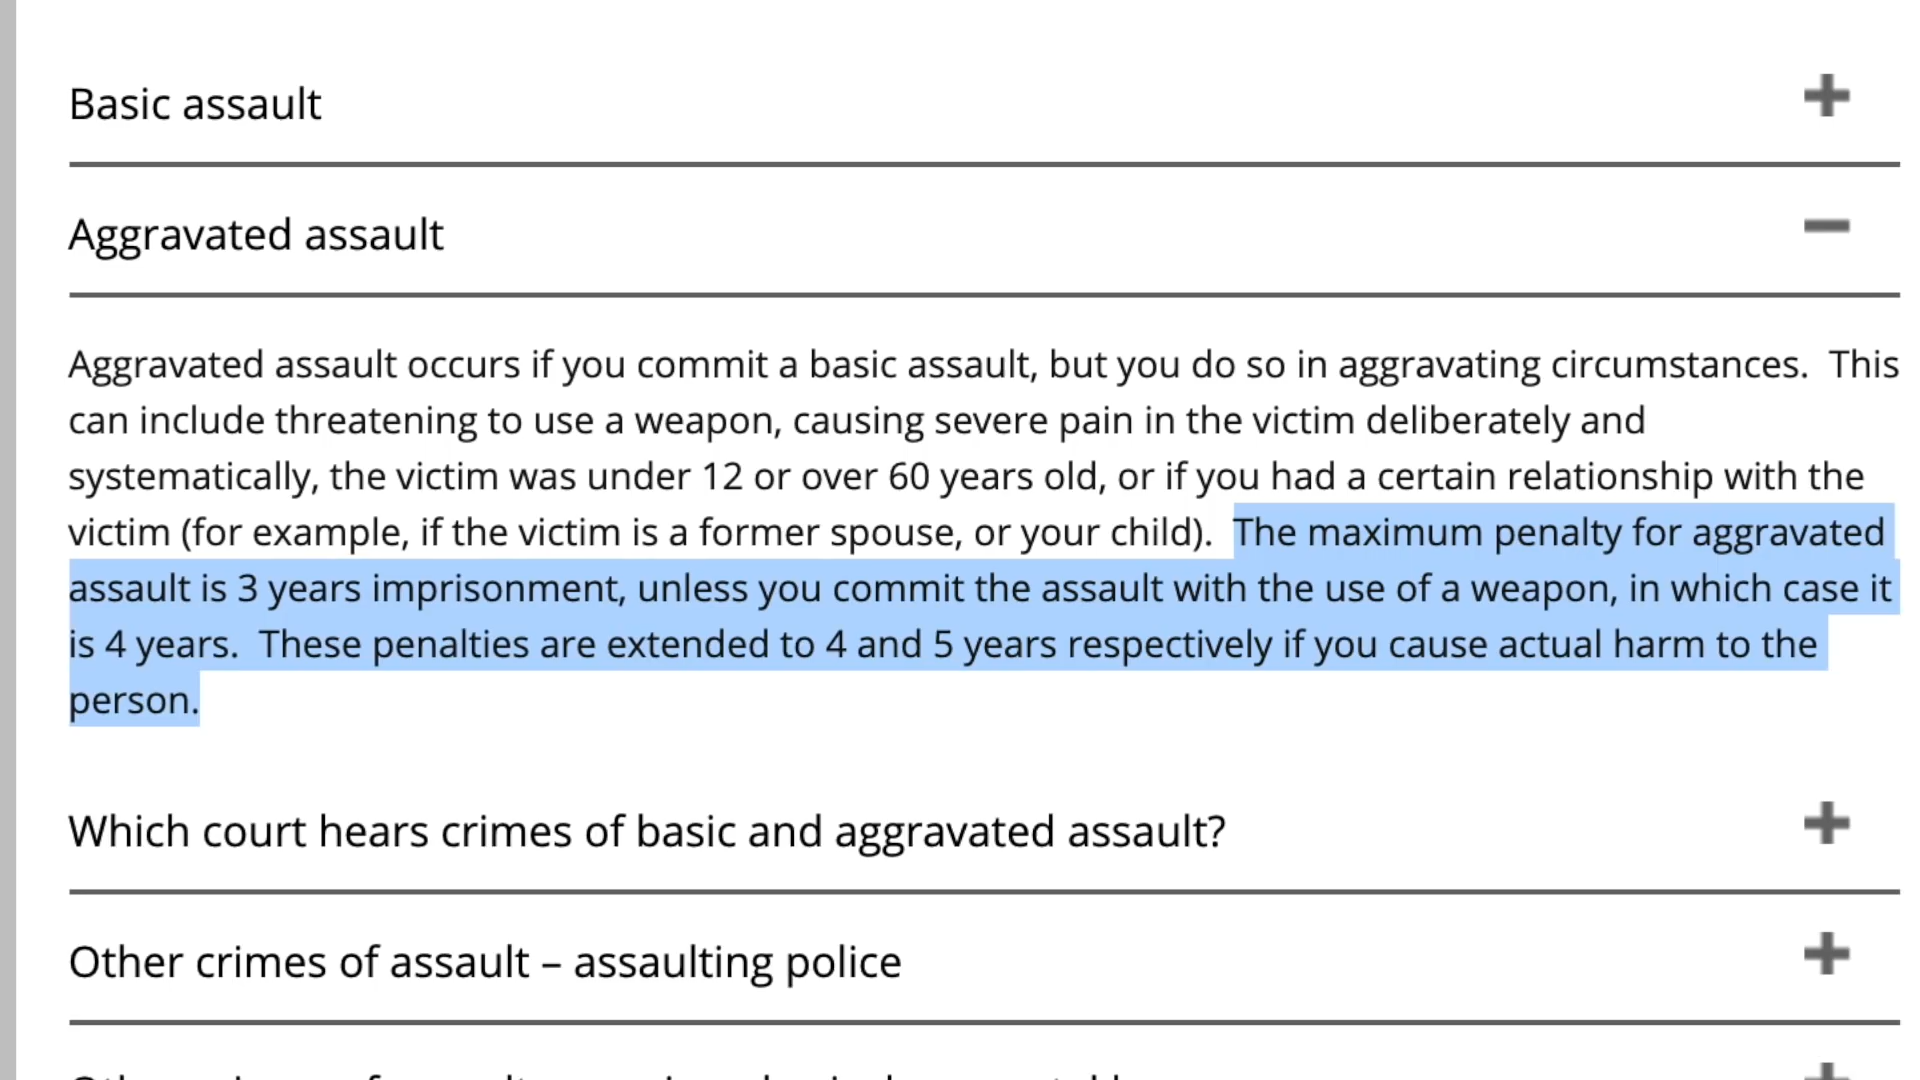 Basic assault
Aggravated assault
Aggravated assault occurs if you commit a basic assault, but you do so in aggravating circumstances.  This
can include threatening to use a weapon, causing severe pain in the victim deliberately and
systematically, the victim was under 12 or over 60 years old, or if you had a certain relationship with the
victim (for example, if the victim is a former spouse, or your child).  The maximum penalty for aggravated
assault is 3 years imprisonment, unless you commit the assault with the use of a weapon, in which case it
is 4 years.  These penalties are extended to 4 and 5 years respectively if you cause actual harm to the
person.
Which court hears crimes of basic and aggravated assault?
Other crimes of assault – assaulting police